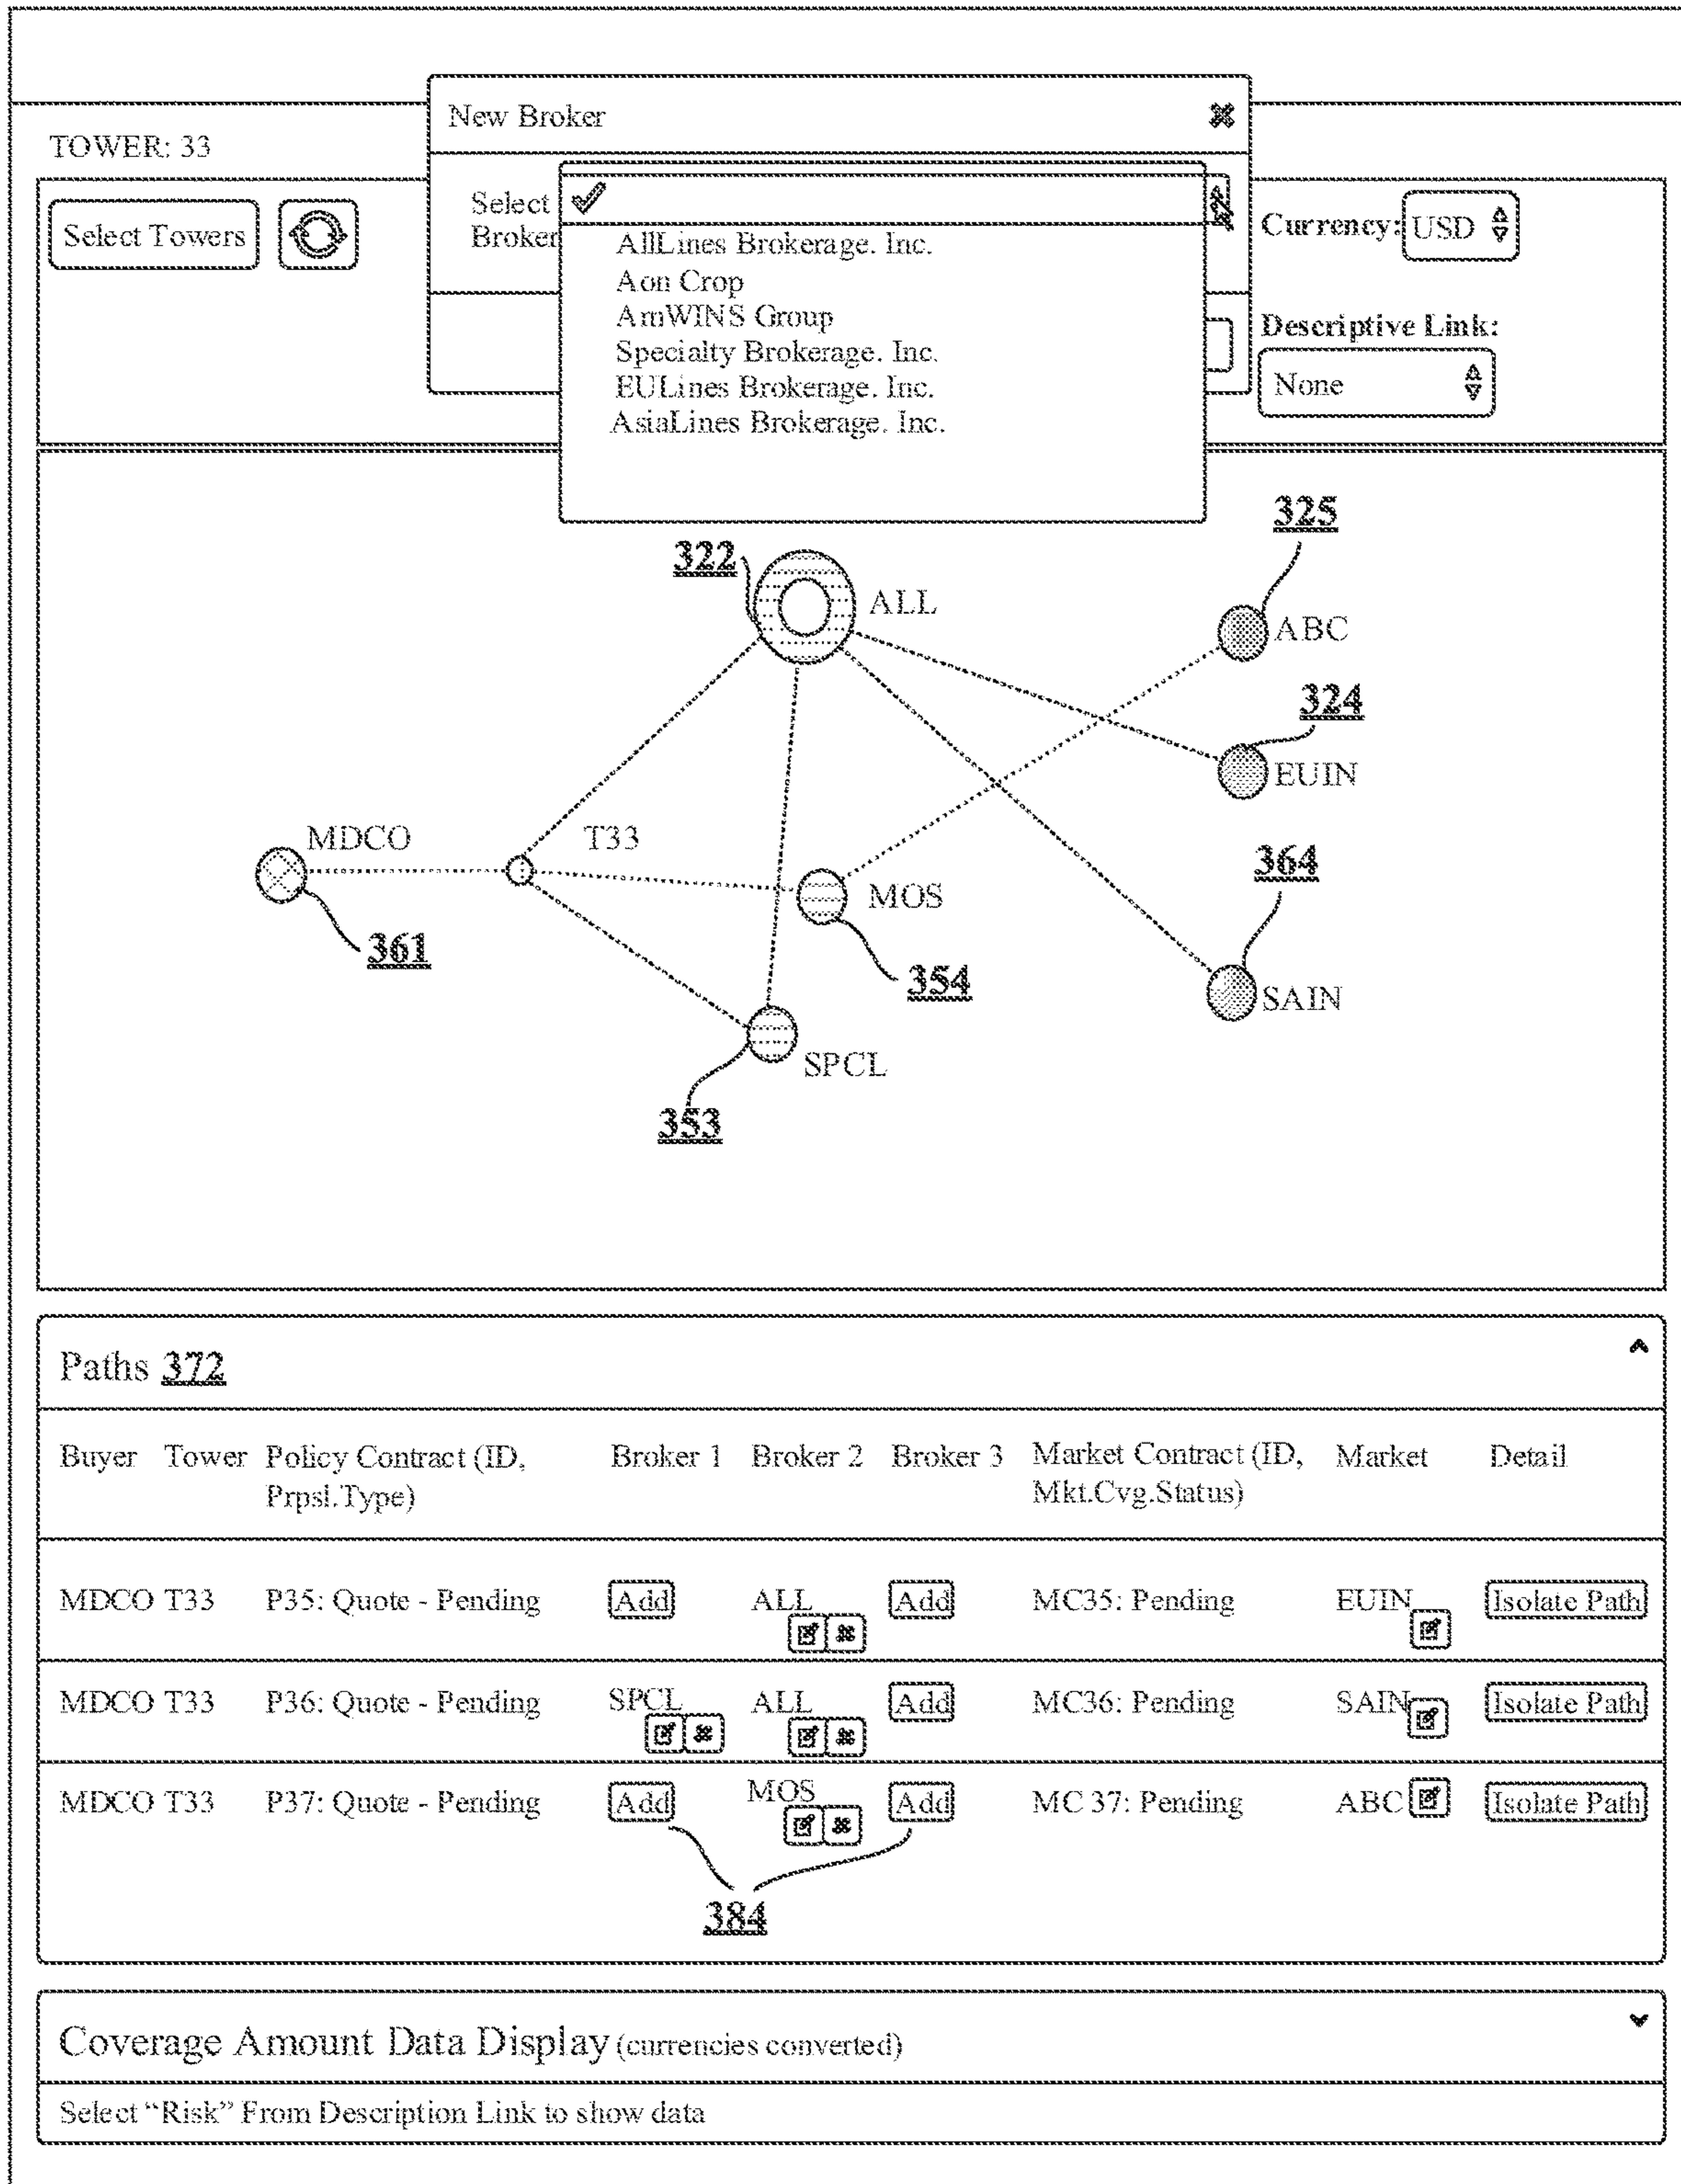 New Broker
TOWER: 33
Select Towers
Select
Broker
AllLines Brokerage. Inc.
Aon Crop
AmWINS Group
Specialty Brokerage. Inc.
EULines Brokerage. Inc.
AsiaLines Brokerage. Inc.
Currency: USD
Descriptive Link:
None
325
322
ALL
ABC
324
EUIN
MDCO
T33
364
MOS
361
354
SAIN
SPCL
353
Paths 372
Buyer Tower Policy Contract (ID, Broker 1 Broker 2 Broker 3 Market Contract (ID, Market Detail
Prpsl.Type) Mkt.Cvg.Status)
MDCO T33 P35: Quote - Pending Add ALL Add MC35: Pending EUIN Isolate Path
MDCO T33 P36: Quote - Pending SPCL ALL Add MC36: Pending SAIN Isolate Path
MDCO T33 P37: Quote - Pending Add MOS Add MC 37: Pending ABC Isolate Path
384
Coverage Amount Data Display (currencies converted)
Select “Risk” From Description Link to show data